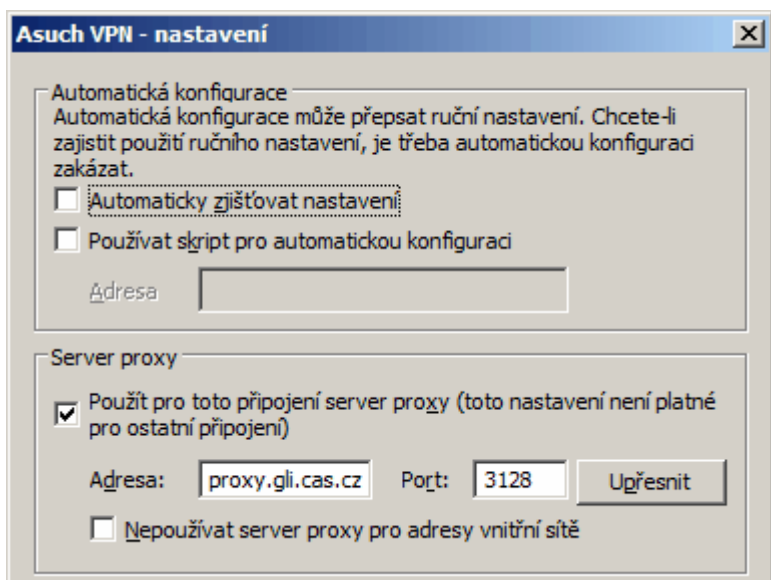 Asuch VPN - nastavení
Automatická konfigurace
Automatická konfigurace může přepsat ruční nastavení. Chcete-li
zajistit použití ručního nastavení, je třeba automatickou konfiguraci
zakázat.
Automaticky zjišťovat nastavení
Používat skript pro automatickou konfiguraci
Adresa
Server proxy
Použít pro toto připojení server proxy (toto nastavení není platné
pro ostatní připojení)
Adresa: proxy.gli.cas.cz Port: 3128 Upřesnit
Nepoužívat server proxy pro adresy vnitřní sítě